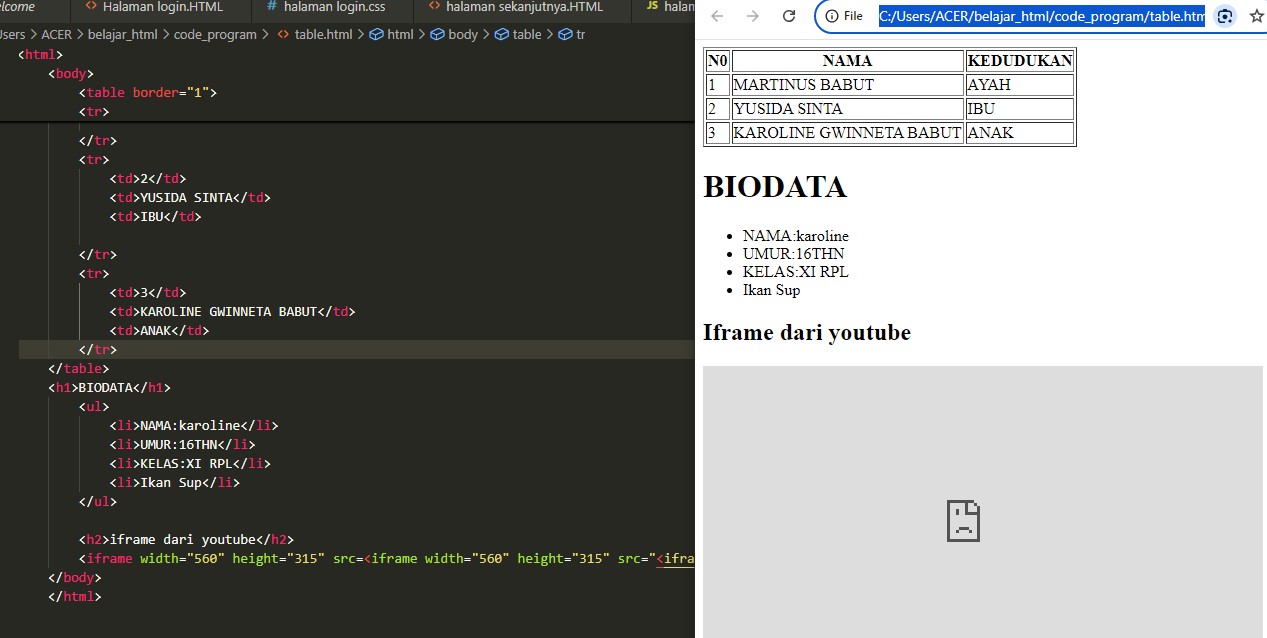 elcome
<> Halaman login.HTML
# halaman login.css
<> halaman sekanjutnya.HTML
JS halan
Jsers > ACER > belajar_html > code_program > <> table.html > html > body > table > tr
<html>
<body>
<table border="1">
<tr>
</tr>
<tr>
<td>2</td>
<td>YUSIDA SINTA</td>
<td>IBU</td>
</tr>
<tr>
<td>3</td>
<td>KAROLINE GWINNETA BABUT</td>
<td>ANAK</td>
</tr>
</table>
<h1>BIODATA</h1>
<ul>
<li>NAMA:karoline</li>
<li>UMUR:16THN</li>
<li>KELAS:XI RPL</li>
<li>Ikan Sup</li>
</ul>
<h2>iframe dari youtube</h2>
<iframe width="560" height="315" src=<iframe width="560" height="315" src="<ifra
</body>
</html>
File C:/Users/ACER/belajar_html/code_program/table.htm
N0 NAMA KEDUDUKAN
1 MARTINUS BABUT AYAH
2 YUSIDA SINTA IBU
3 KAROLINE GWINNETA BABUT ANAK
BIODATA
• NAMA:karoline
• UMUR:16THN
• KELAS:XI RPL
• Ikan Sup
Iframe dari youtube